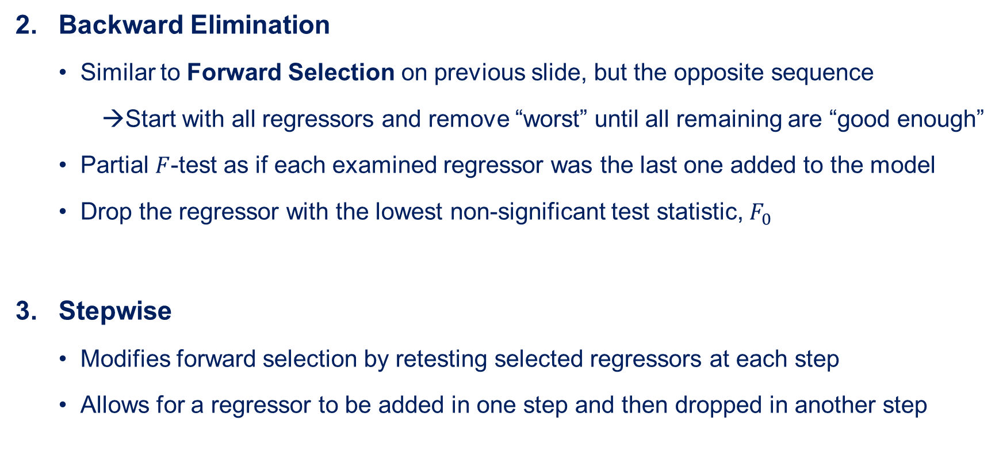 2. Backward Elimination
• Similar to Forward Selection on previous slide, but the opposite sequence
→Start with all regressors and remove “worst” until all remaining are “good enough”
• Partial F-test as if each examined regressor was the last one added to the model
• Drop the regressor with the lowest non-significant test statistic, F₀
3. Stepwise
• Modifies forward selection by retesting selected regressors at each step
• Allows for a regressor to be added in one step and then dropped in another step